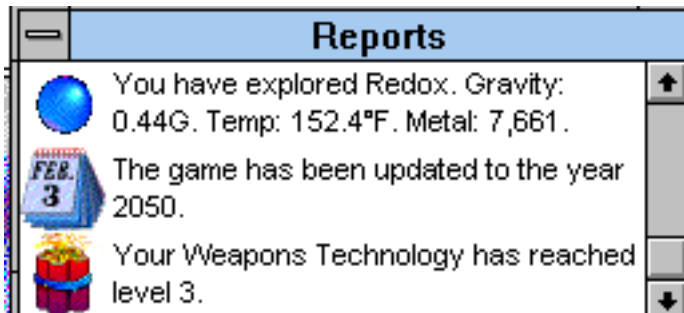 Reports
You have explored Redox. Gravity:
0.44G. Temp: 152.4°F. Metal: 7,661.
FEB.
3
The game has been updated to the year
2050.
Your Weapons Technology has reached
level 3.